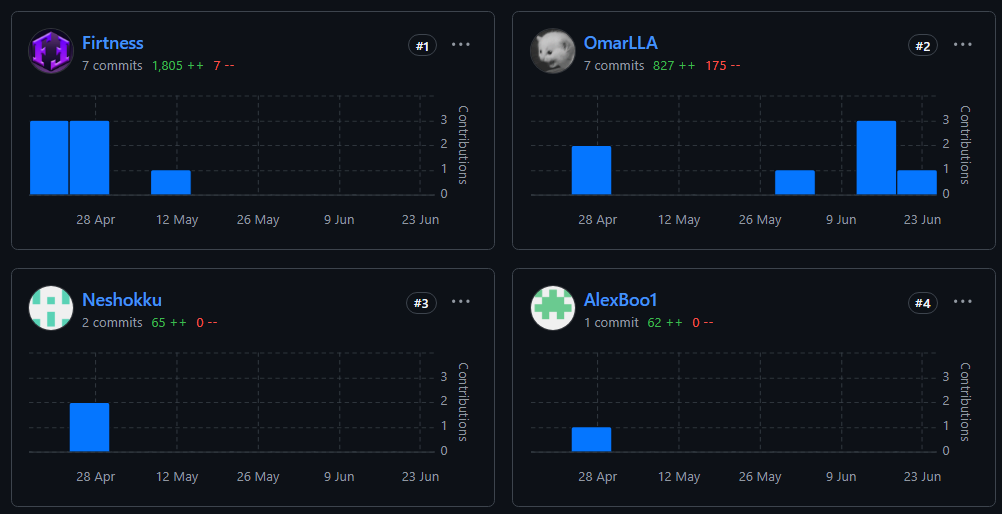 Firtness
#1
7 commits 1,805 ++ 7 --
3
2
1
0
Contributions
28 Apr 12 May 26 May 9 Jun 23 Jun
OmarLLA
#2
7 commits 827 ++ 175 --
3
2
1
0
Contributions
28 Apr 12 May 26 May 9 Jun 23 Jun
Neshokku
#3
2 commits 65 ++ 0 --
3
2
1
0
Contributions
28 Apr 12 May 26 May 9 Jun 23 Jun
AlexBoo1
#4
1 commit 62 ++ 0 --
3
2
1
0
Contributions
28 Apr 12 May 26 May 9 Jun 23 Jun